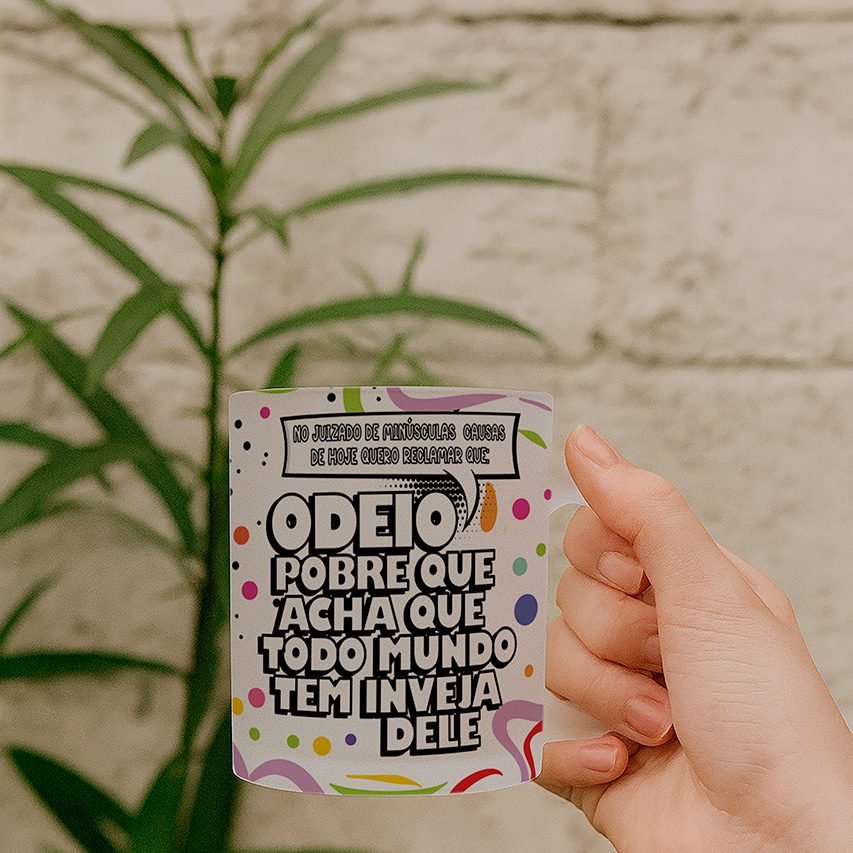 NO JUIZADO DE MINÚSCULAS CAUSAS
DE HOJE QUERO RECLAMAR QUE:
ODEIO
POBRE QUE
ACHA QUE
TODO MUNDO
TEM INVEJA
DELE